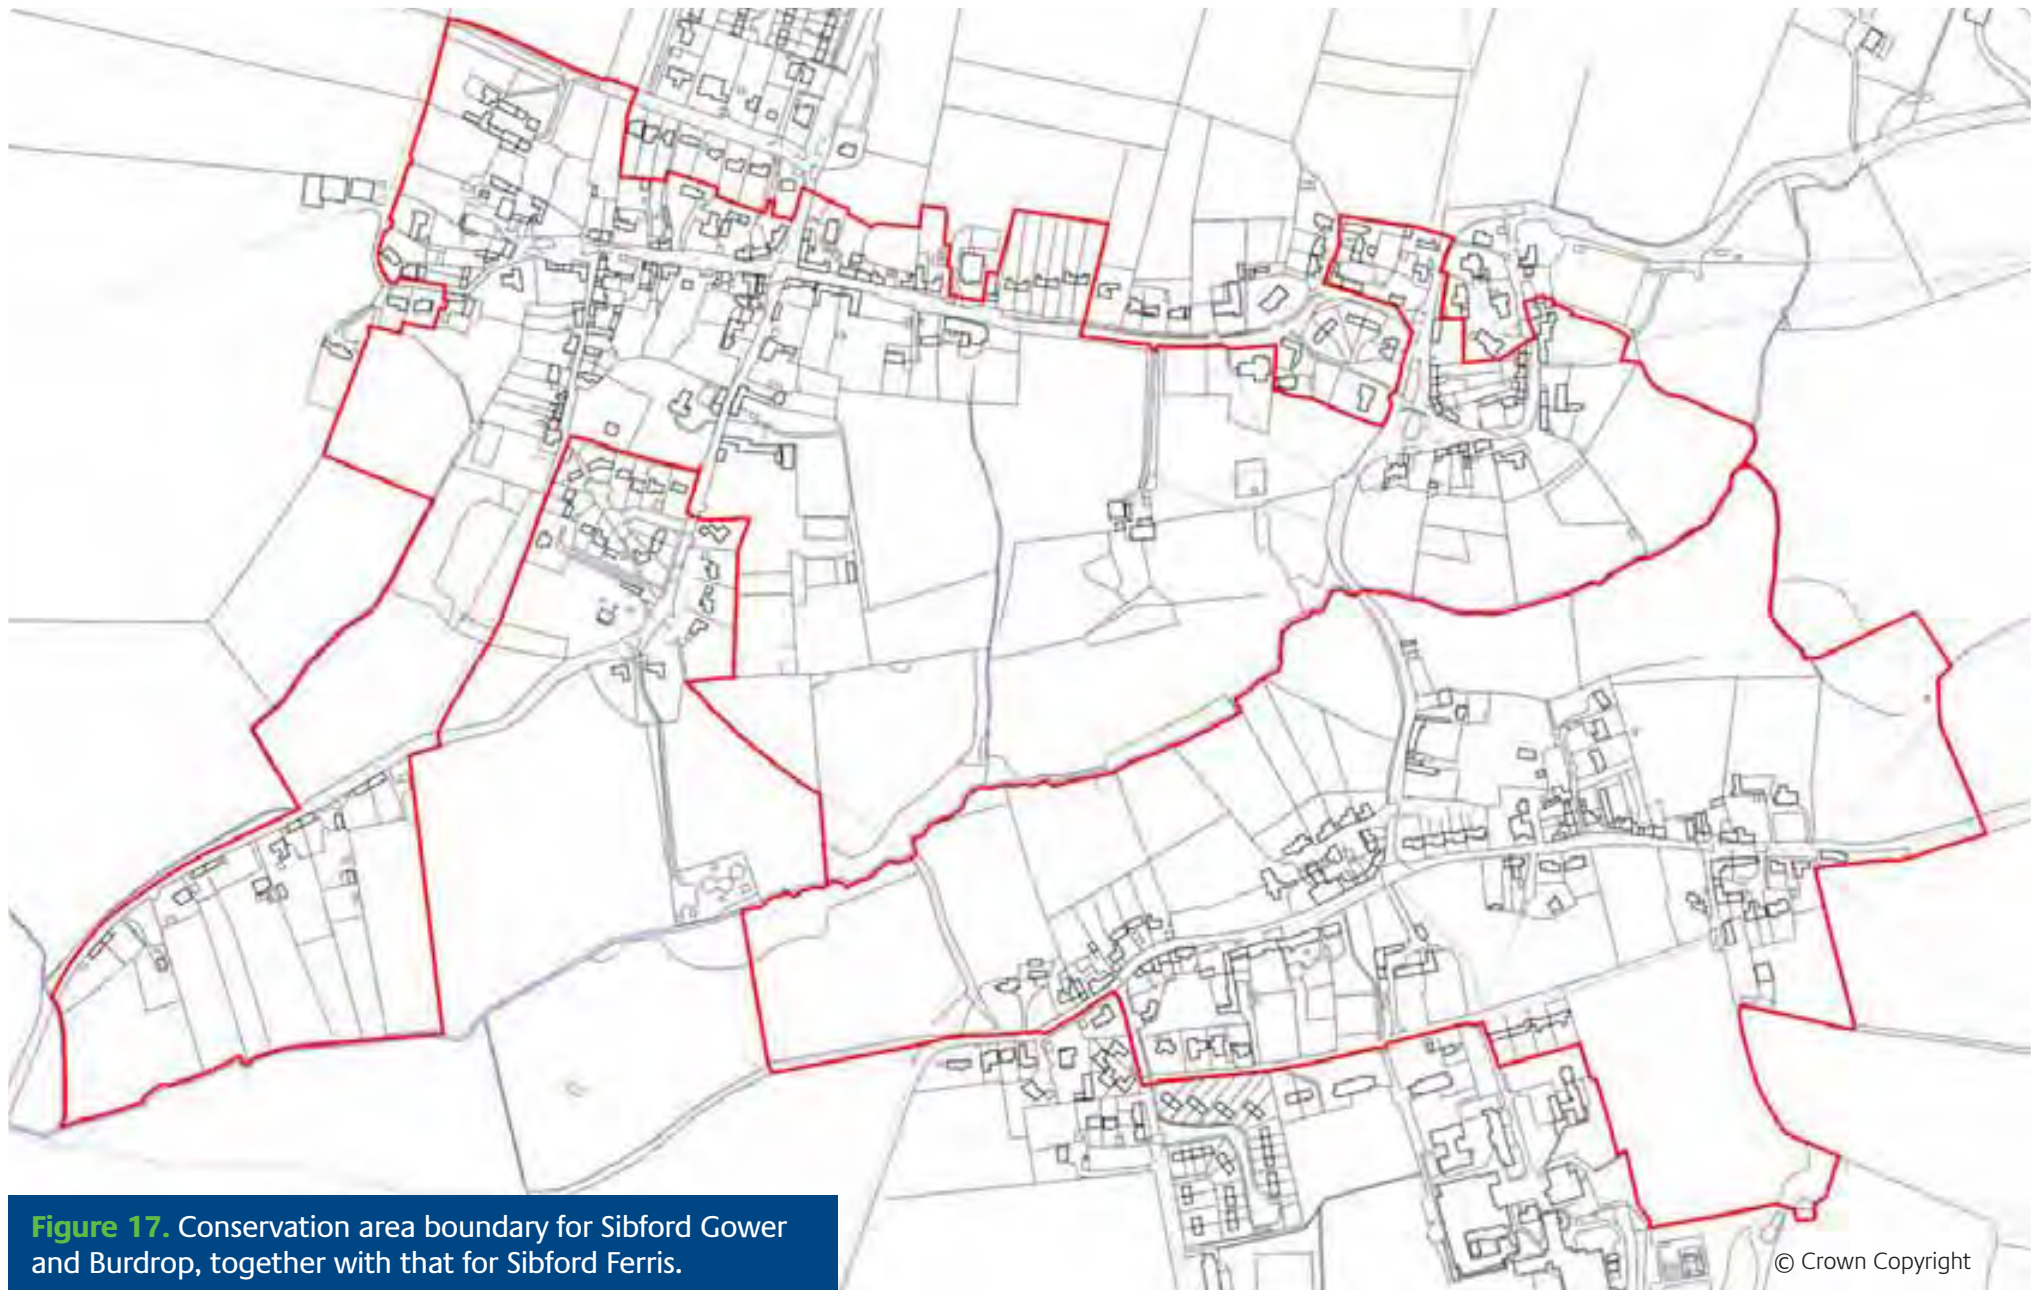 Figure 17. Conservation area boundary for Sibford Gower
and Burdrop, together with that for Sibford Ferris.
© Crown Copyright